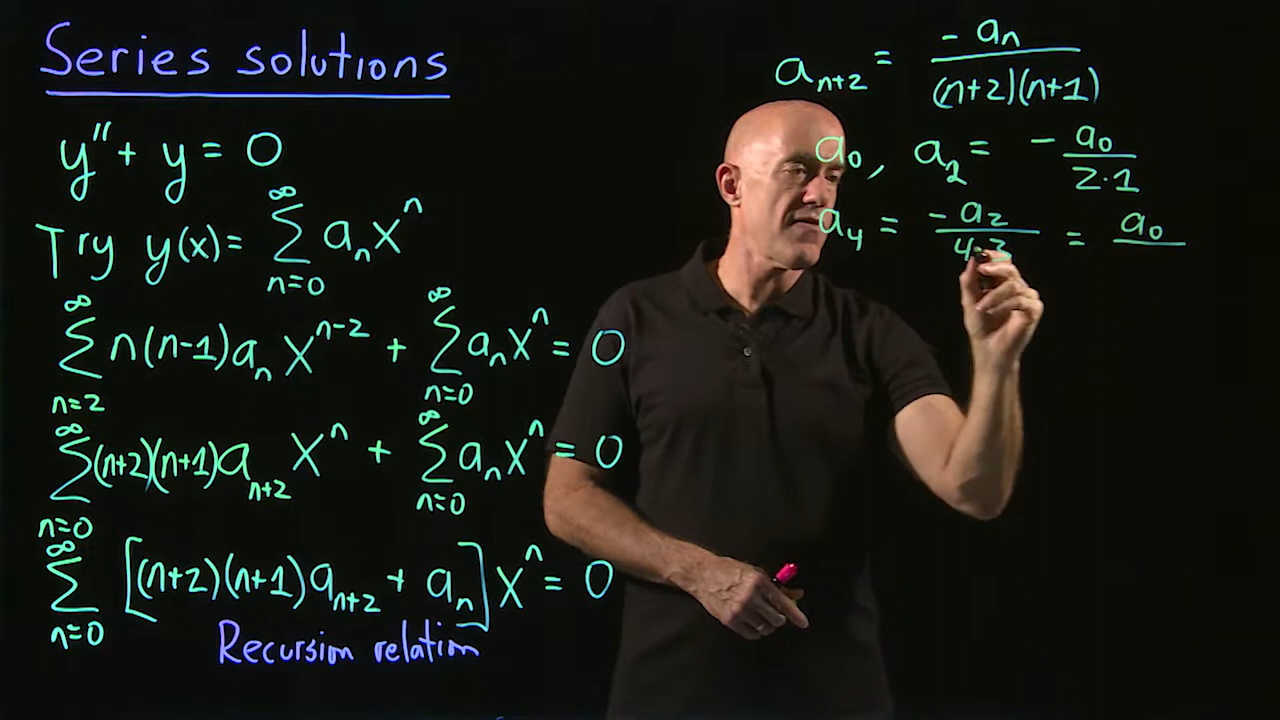 Series solutions
y'' + y = 0
Try y(x) = ∑_{n=0}^{∞} a_n x^n
∑_{n=2}^{∞} n(n-1)a_n x^{n-2} + ∑_{n=0}^{∞} a_n x^n = 0
∑_{n=0}^{∞} (n+2)(n+1)a_{n+2} x^n + ∑_{n=0}^{∞} a_n x^n = 0
∑_{n=0}^{∞} [(n+2)(n+1)a_{n+2} + a_n] x^n = 0
Recursion relation
a_{n+2} = -a_n / (n+2)(n+1)
a_0, a_2 = - a_0 / 2·1
a_4 = -a_2 / 4·3 = a_0